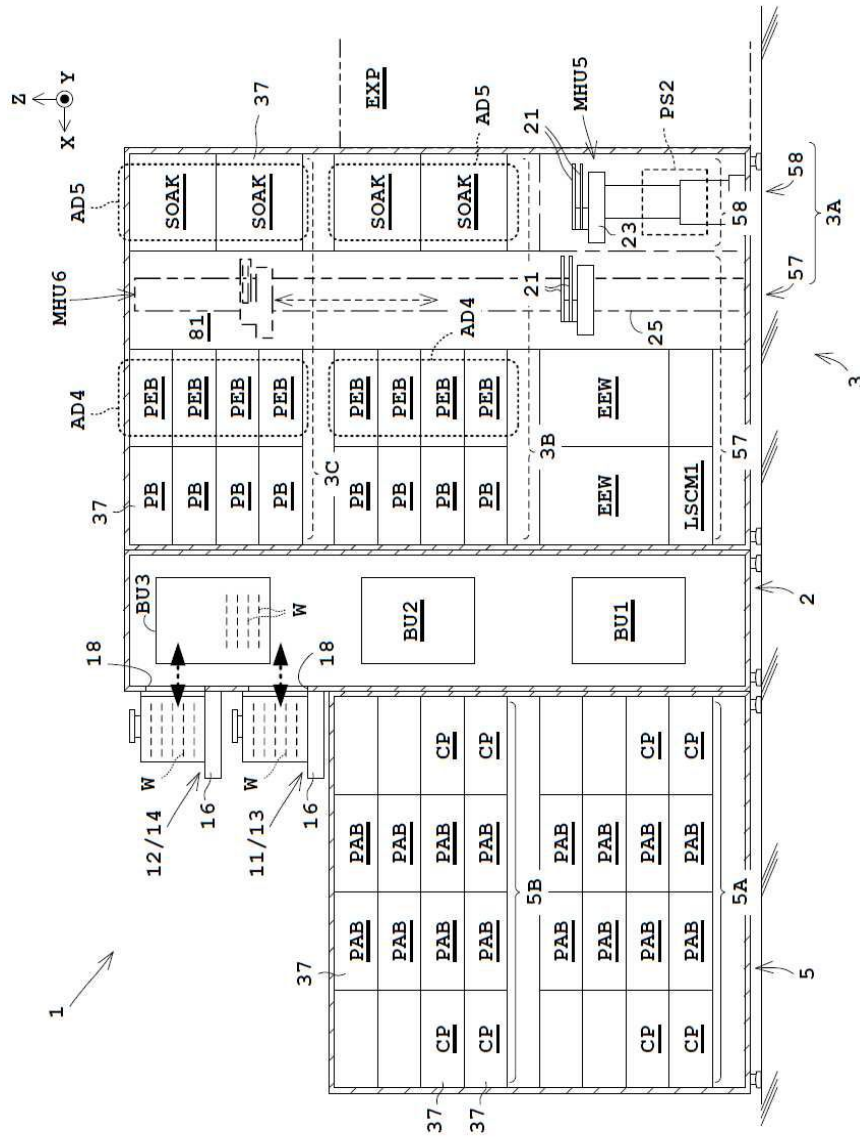 1
Z
X
Y
12/14
11/13
16
16
W
W
18
18
BU3
W
BU2
BU1
37
AD4
MHU6
AD5
37
PB PEB SOAK
PB PEB
PB PEB SOAK
PB PEB
81
3C
AD4
AD5
EXP
PB PEB SOAK
PB PEB
PB PEB SOAK
PB PEB
3B
37
PAB PAB
PAB PAB
37 CP PAB PAB CP
37 CP PAB PAB CP
5B
PAB PAB
PAB PAB
CP PAB PAB CP
CP PAB PAB CP
5A
EEW EEW
LSCM1
21
21
23
25
MHU5
PS2
57
58
5
2
57
58
3A
3